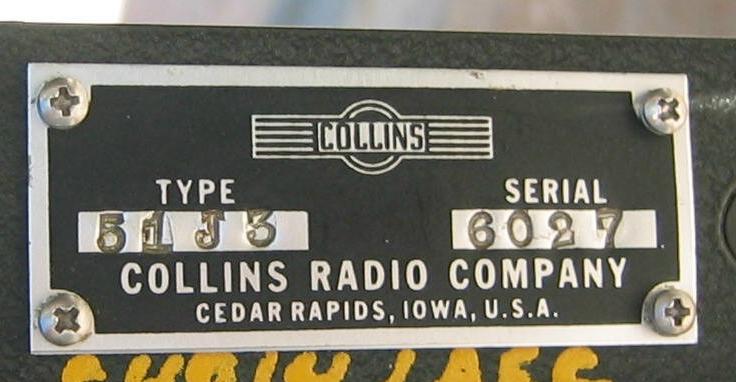 COLLINS
TYPE SERIAL
51J3 6027
COLLINS RADIO COMPANY
CEDAR RAPIDS, IOWA, U.S.A.